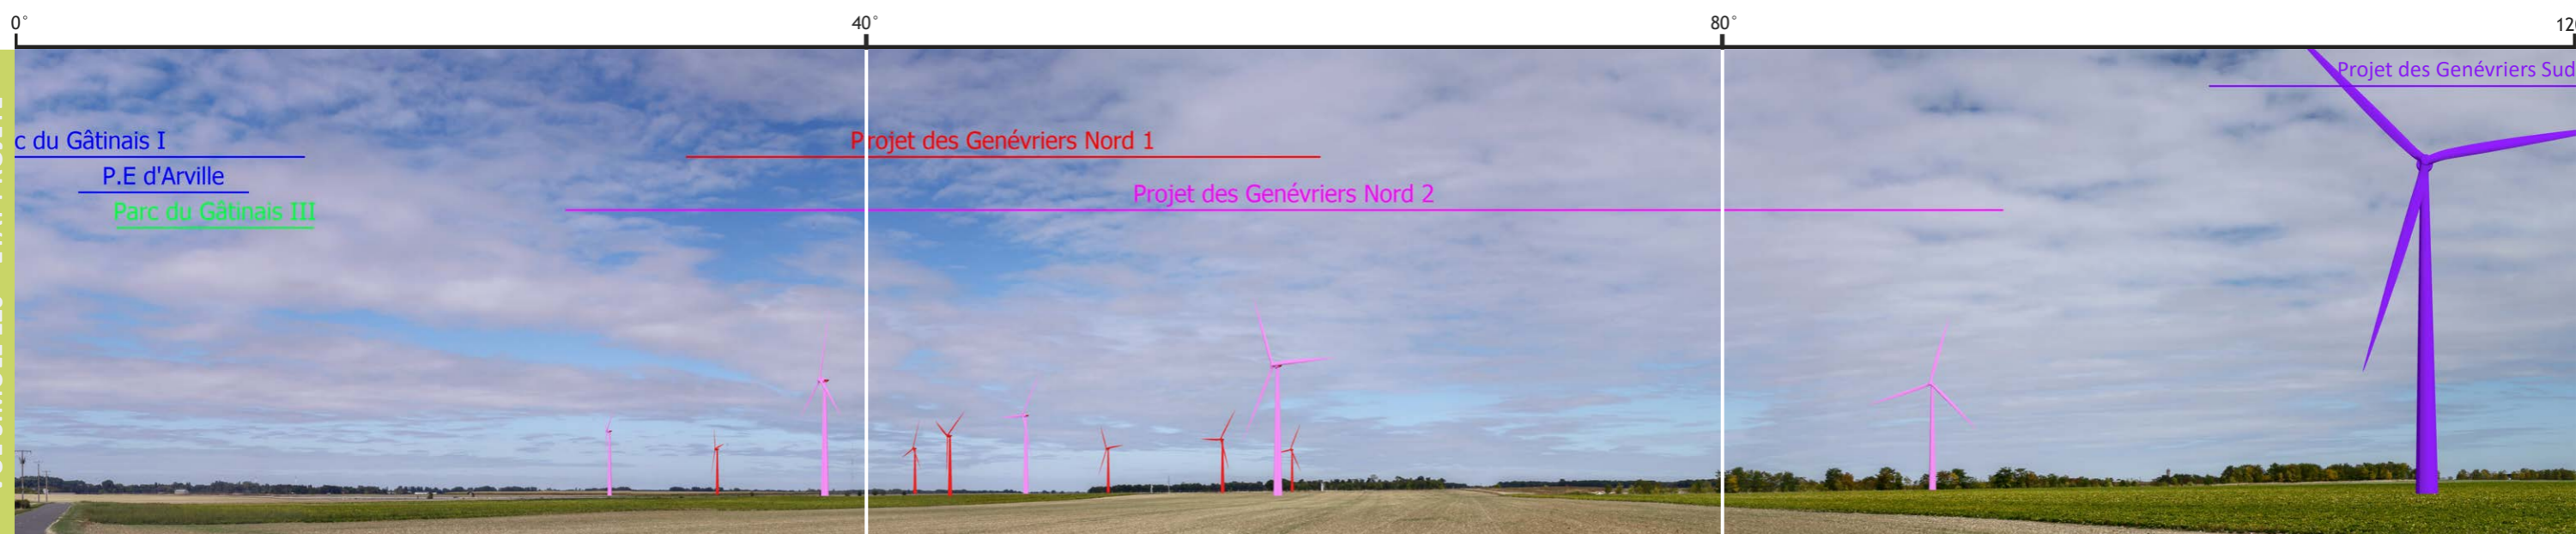 0°
40°
80°
12
Projet des Genévriers Sud
c du Gâtinais I
Projet des Genévriers Nord 1
P.E d'Arville
Projet des Genévriers Nord 2
Parc du Gâtinais III